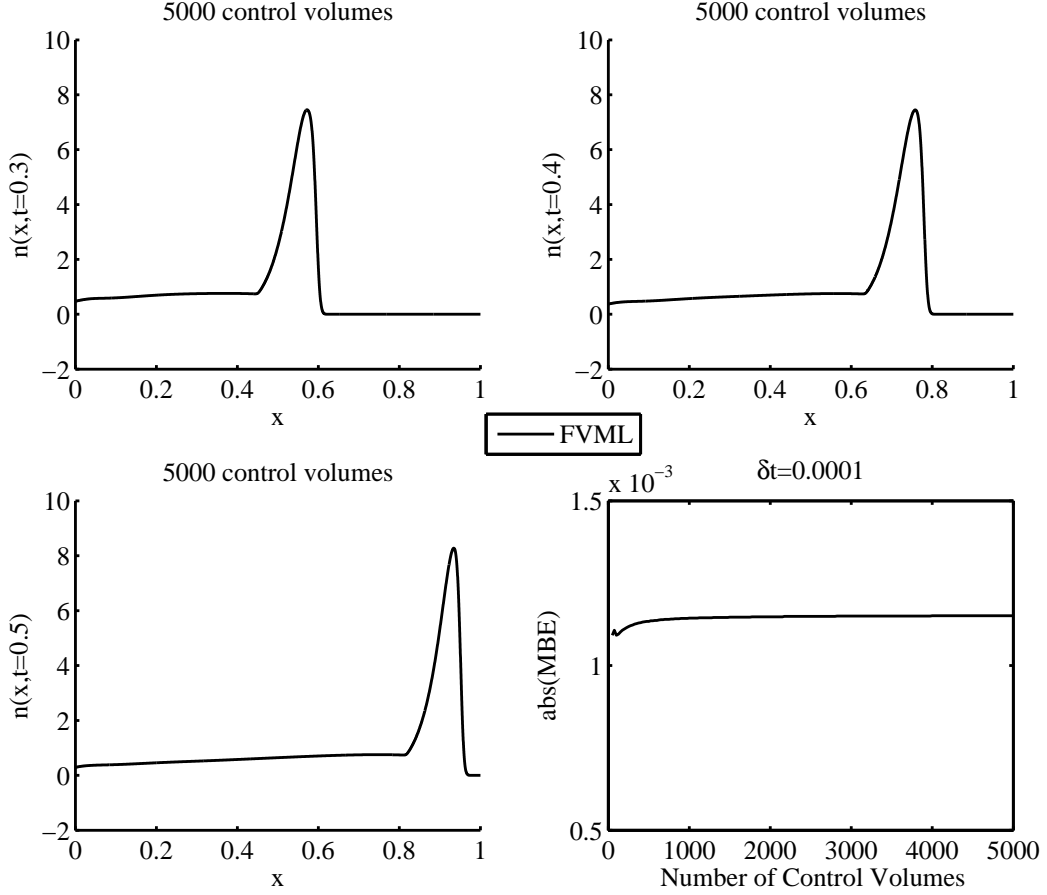 5000 control volumes
10
8
6
4
2
0
−2
n(x,t=0.3)
0 0.2 0.4 0.6 0.8 1
x
5000 control volumes
10
8
6
4
2
0
−2
n(x,t=0.4)
0 0.2 0.4 0.6 0.8 1
x
FVML
5000 control volumes
10
8
6
4
2
0
−2
n(x,t=0.5)
0 0.2 0.4 0.6 0.8 1
x
δt=0.0001
x 10−3
1.5
1
0.5
abs(MBE)
0 1000 2000 3000 4000 5000
Number of Control Volumes